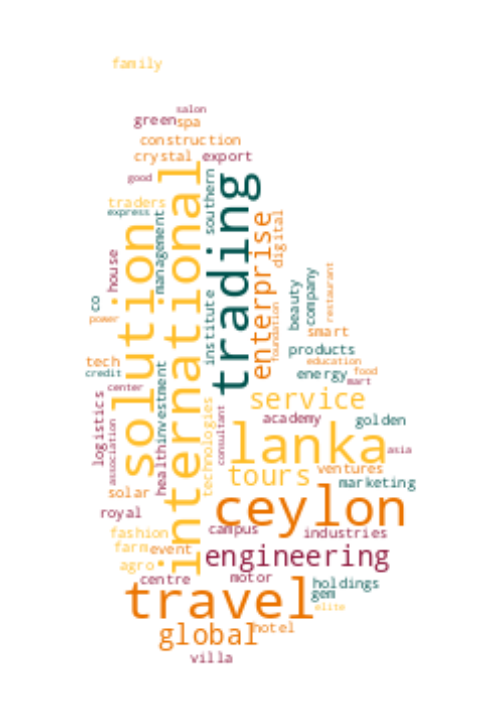 family
salon
green
spa
construction
crystal
export
good
traders
express
southern
trading
international
solution
management
house
enterprise
digital
co
power
institute
foundation
beauty
company
restaurant
smart
products
education
energy
food
mart
tech
credit
center
investment
health
logistics
association
technologies
consultant
service
academy
golden
lanka
asia
tours
ventures
marketing
solar
royal
ceylon
campus
industries
fashion
farm
event
agro
engineering
centre
motor
holdings
gem
elite
travel
global
hotel
villa